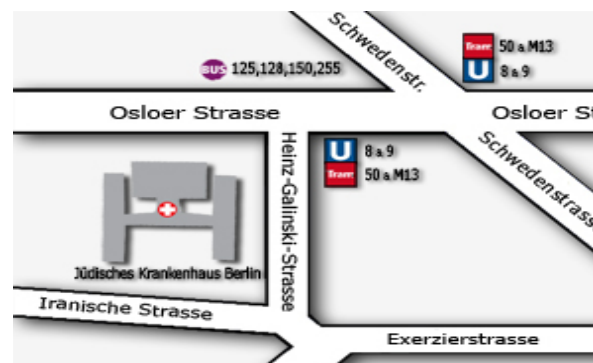 Schwedenstr.
Tram 50 & M13
U 8 & 9
BUS 125,128,150,255
Osloer Strasse
Osloer St
Heinz-Galinski-Strasse
U 8 & 9
Tram 50 & M13
Schwedenstrasse
Jüdisches Krankenhaus Berlin
Iranische Strasse
Exerzierstrasse